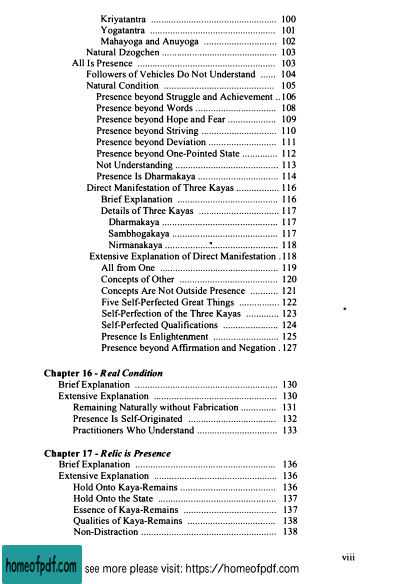 Kriyatantra ........................................ 100
Yogatantra ........................................ 101
Mahayoga and Anuyoga ....................... 102
Natural Dzogchen ................................... 103
All Is Presence ........................................... 103
Followers of Vehicles Do Not Understand ...... 104
Natural Condition ................................... 105
Presence beyond Struggle and Achievement ..106
Presence beyond Words .......................... 108
Presence beyond Hope and Fear ................. 109
Presence beyond Striving ....................... 110
Presence beyond Deviation ....................... 111
Presence beyond One-Pointed State .............. 112
Not Understanding ................................ 113
Presence Is Dharmakaya ......................... 114
Direct Manifestation of Three Kayas ................. 116
Brief Explanation ................................ 116
Details of Three Kayas ......................... 117
Dharmakaya ................................... 117
Sambhogakaya ................................. 117
Nirmanakaya ................................... 118
Extensive Explanation of Direct Manifestation .118
All from One ..................................... 119
Concepts of Other ................................ 120
Concepts Are Not Outside Presence ........... 121
Five Self-Perfected Great Things ................ 122
Self-Perfection of the Three Kayas ............. 123
Self-Perfected Qualifications ...................... 124
Presence Is Enlightenment ........................ 125
Presence beyond Affirmation and Negation . 127
Chapter 16 - Real Condition
Brief Explanation ........................................ 130
Extensive Explanation .................................. 130
Remaining Naturally without Fabrication .............. 131
Presence Is Self-Originated .......................... 132
Practitioners Who Understand ........................ 133
Chapter 17 - Relic is Presence
Brief Explanation ........................................ 136
Extensive Explanation .................................. 136
Hold Onto Kaya-Remains ............................. 136
Hold Onto the State .................................. 137
Essence of Kaya-Remains ........................... 137
Qualities of Kaya-Remains .......................... 138
Non-Distraction ....................................... 138
viii
homeofpdf.com see more please visit: https://homeofpdf.com